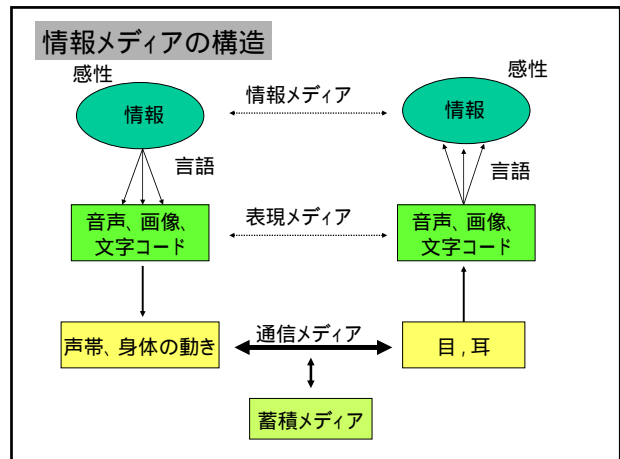 情報メディアの構造
感性
感性
情報
情報メディア
情報
言語
言語
音声、画像、
文字コード
表現メディア
音声、画像、
文字コード
声帯、身体の動き
通信メディア
目,耳
蓄積メディア